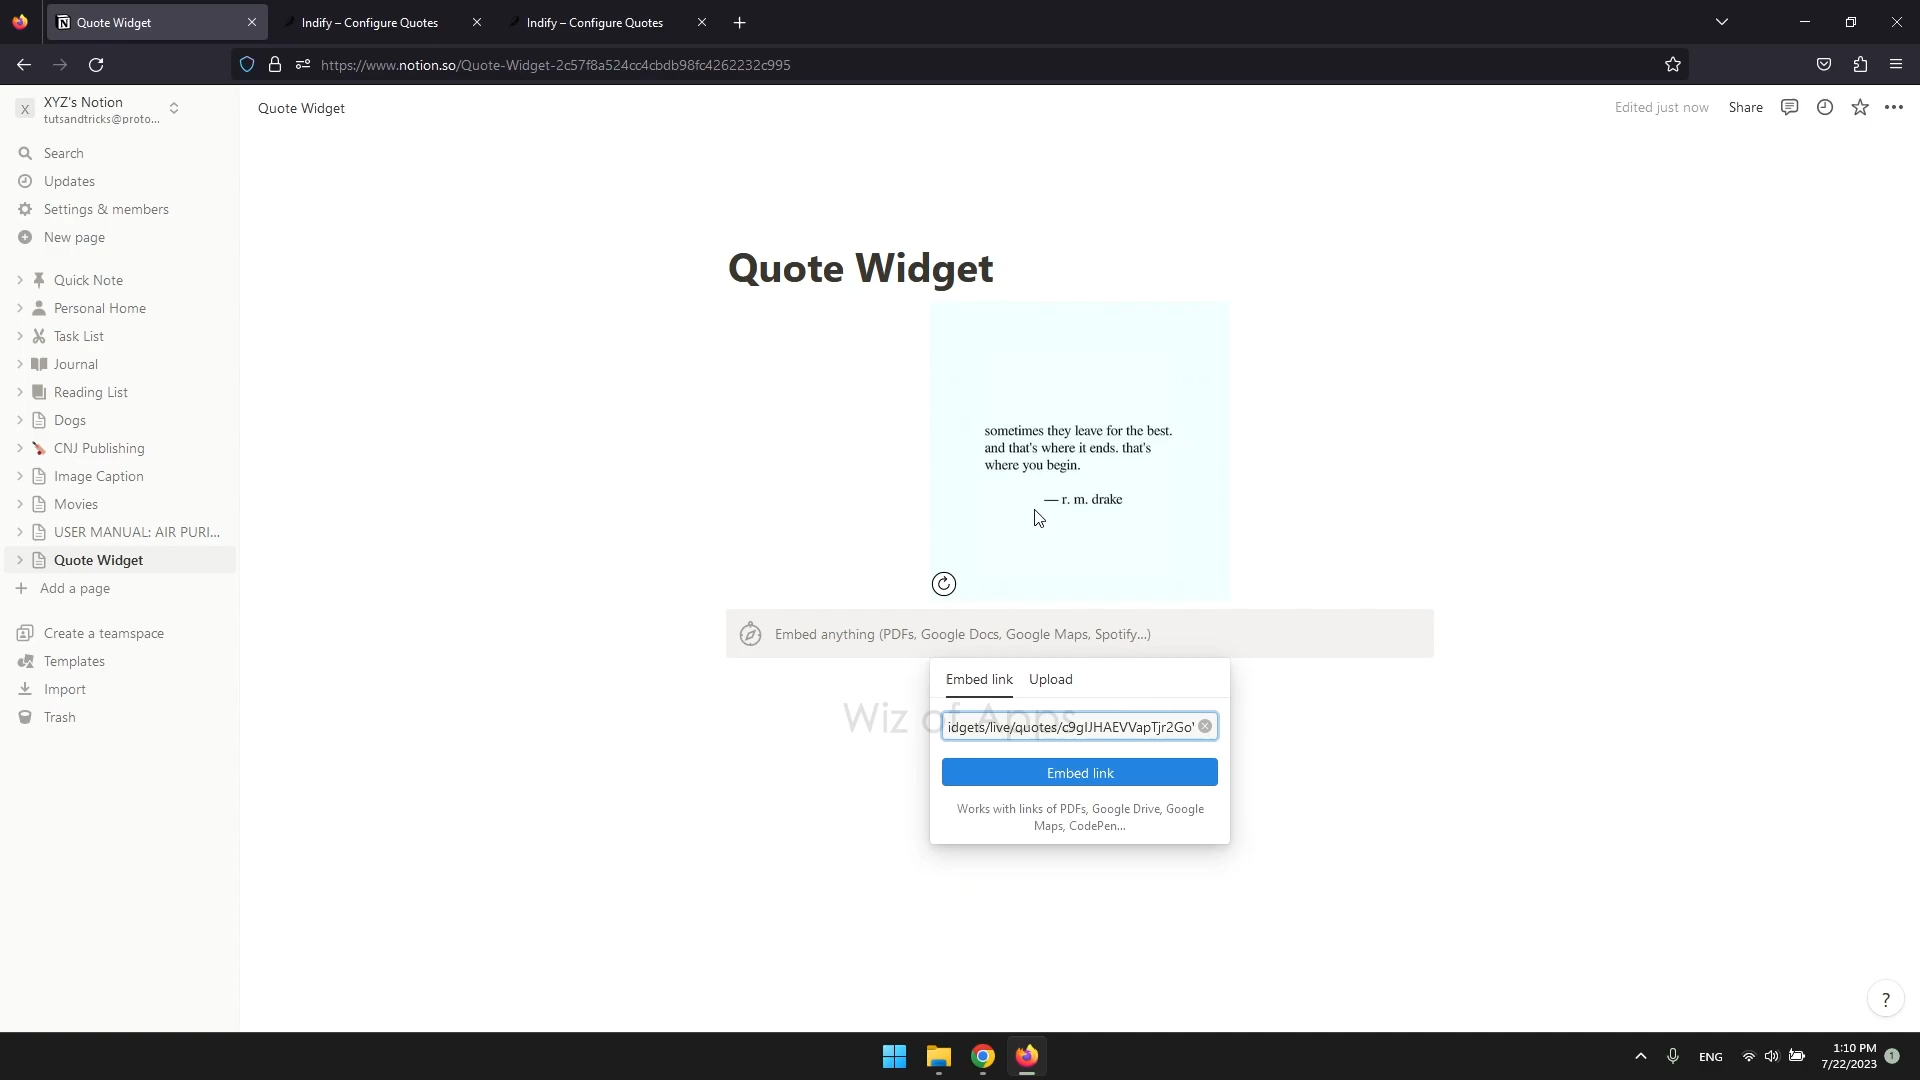 Quote Widget
Indify – Configure Quotes
Indify – Configure Quotes
https://www.notion.so/Quote-Widget-2c57f8a524cc4cbdb98fc4262232c995
X
XYZ's Notion
tutsandtricks@proto...
Quote Widget
Edited just now
Share
Search
Updates
Settings & members
New page
Quick Note
Personal Home
Task List
Journal
Reading List
Dogs
CNJ Publishing
Image Caption
Movies
USER MANUAL: AIR PURI...
Quote Widget
Add a page
Create a teamspace
Templates
Import
Trash
Quote Widget
sometimes they leave for the best.
and that's where it ends. that's
where you begin.
— r. m. drake
Embed anything (PDFs, Google Docs, Google Maps, Spotify...)
Embed link
Upload
Wiz of Apps
idgets/live/quotes/c9gIJHAEVVapTjr2Go
Embed link
Works with links of PDFs, Google Drive, Google
Maps, CodePen...
?
ENG
1:10 PM
7/22/2023
1